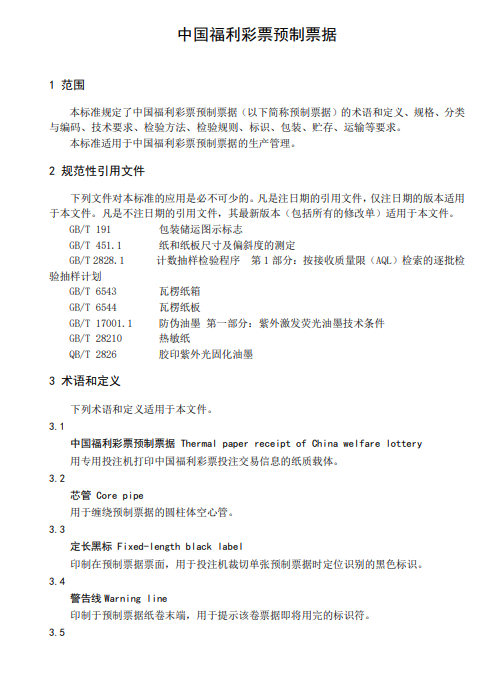 中国福利彩票预制票据
1 范围
本标准规定了中国福利彩票预制票据（以下简称预制票据）的术语和定义、规格、分类
与编码、技术要求、检验方法、检验规则、标识、包装、贮存、运输等要求。
本标准适用于中国福利彩票预制票据的生产管理。
2 规范性引用文件
下列文件对本标准的应用是必不可少的。凡是注日期的引用文件，仅注日期的版本适用
于本文件。凡是不注日期的引用文件，其最新版本（包括所有的修改单）适用于本文件。
GB/T 191 包装储运图示标志
GB/T 451.1 纸和纸板尺寸及偏斜度的测定
GB/T 2828.1 计数抽样检验程序 第1部分：按接收质量限（AQL）检索的逐批检
验抽样计划
GB/T 6543 瓦楞纸箱
GB/T 6544 瓦楞纸板
GB/T 17001.1 防伪油墨 第一部分：紫外激发荧光油墨技术条件
GB/T 28210 热敏纸
QB/T 2826 胶印紫外光固化油墨
3 术语和定义
下列术语和定义适用于本文件。
3.1
中国福利彩票预制票据 Thermal paper receipt of China welfare lottery
用专用投注机打印中国福利彩票投注交易信息的纸质载体。
3.2
芯管 Core pipe
用于缠绕预制票据的圆柱体空心管。
3.3
定长黑标 Fixed-length black label
印制在预制票据票面，用于投注机裁切单张预制票据时定位识别的黑色标识。
3.4
警告线 Warning line
印制于预制票据纸卷末端，用于提示该卷票据即将用完的标识符。
3.5